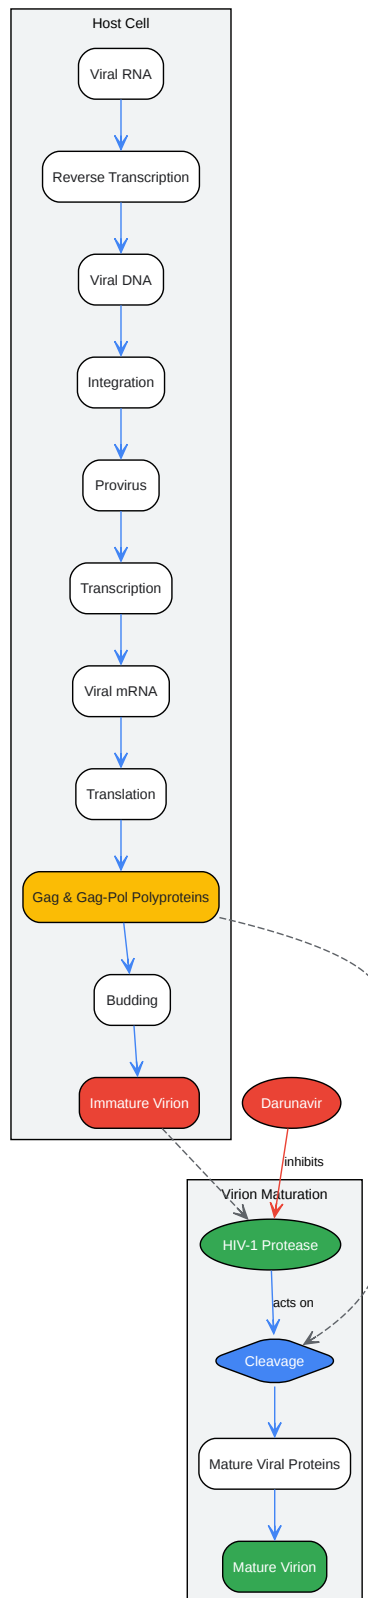 Host Cell
Viral RNA
Reverse Transcription
Viral DNA
Integration
Provirus
Transcription
Viral mRNA
Translation
Gag & Gag-Pol Polyproteins
Budding
Immature Virion
Darunavir
inhibits
Virion Maturation
HIV-1 Protease
acts on
Cleavage
Mature Viral Proteins
Mature Virion